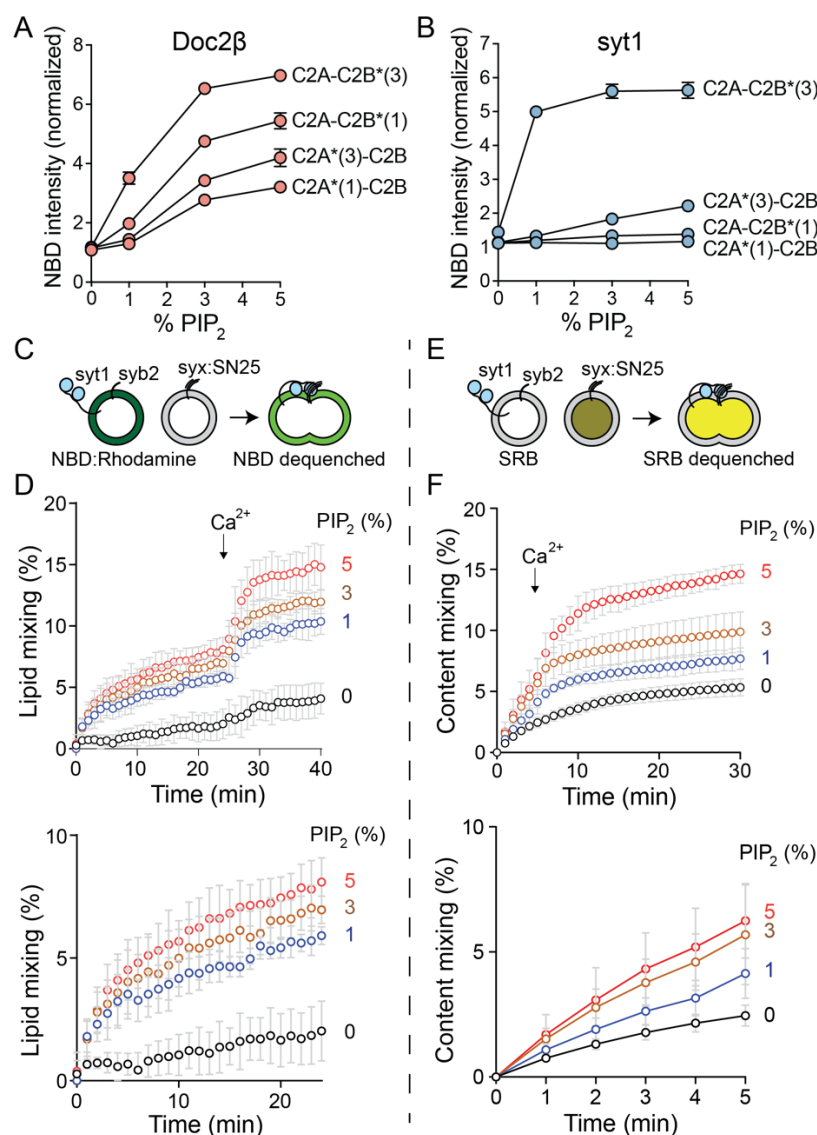 A
Doc2β
NBD intensity (normalized)
8
6
4
2
0
0 1 3 5
% PIP₂
C2A-C2B*(3)
C2A-C2B*(1)
C2A*(3)-C2B
C2A*(1)-C2B
B
syt1
NBD intensity (normalized)
7
6
5
4
3
2
1
0
0 1 3 5
% PIP₂
C2A-C2B*(3)
C2A*(3)-C2B
C2A-C2B*(1)
C2A*(1)-C2B
C
syt1 syb2 syx:SN25
NBD:Rhodamine NBD dequenched
D
Lipid mixing (%)
20
15
10
5
0
0 10 20 30 40
Time (min)
Ca²⁺
PIP₂ (%)
5
3
1
0
Lipid mixing (%)
10
5
0
0 10 20
Time (min)
PIP₂ (%)
5
3
1
0
E
syt1 syb2 syx:SN25
SRB SRB dequenched
F
Content mixing (%)
20
15
10
5
0
0 10 20 30
Time (min)
Ca²⁺
PIP₂ (%)
5
3
1
0
Content mixing (%)
10
5
0
0 1 2 3 4 5
Time (min)
PIP₂ (%)
5
3
1
0